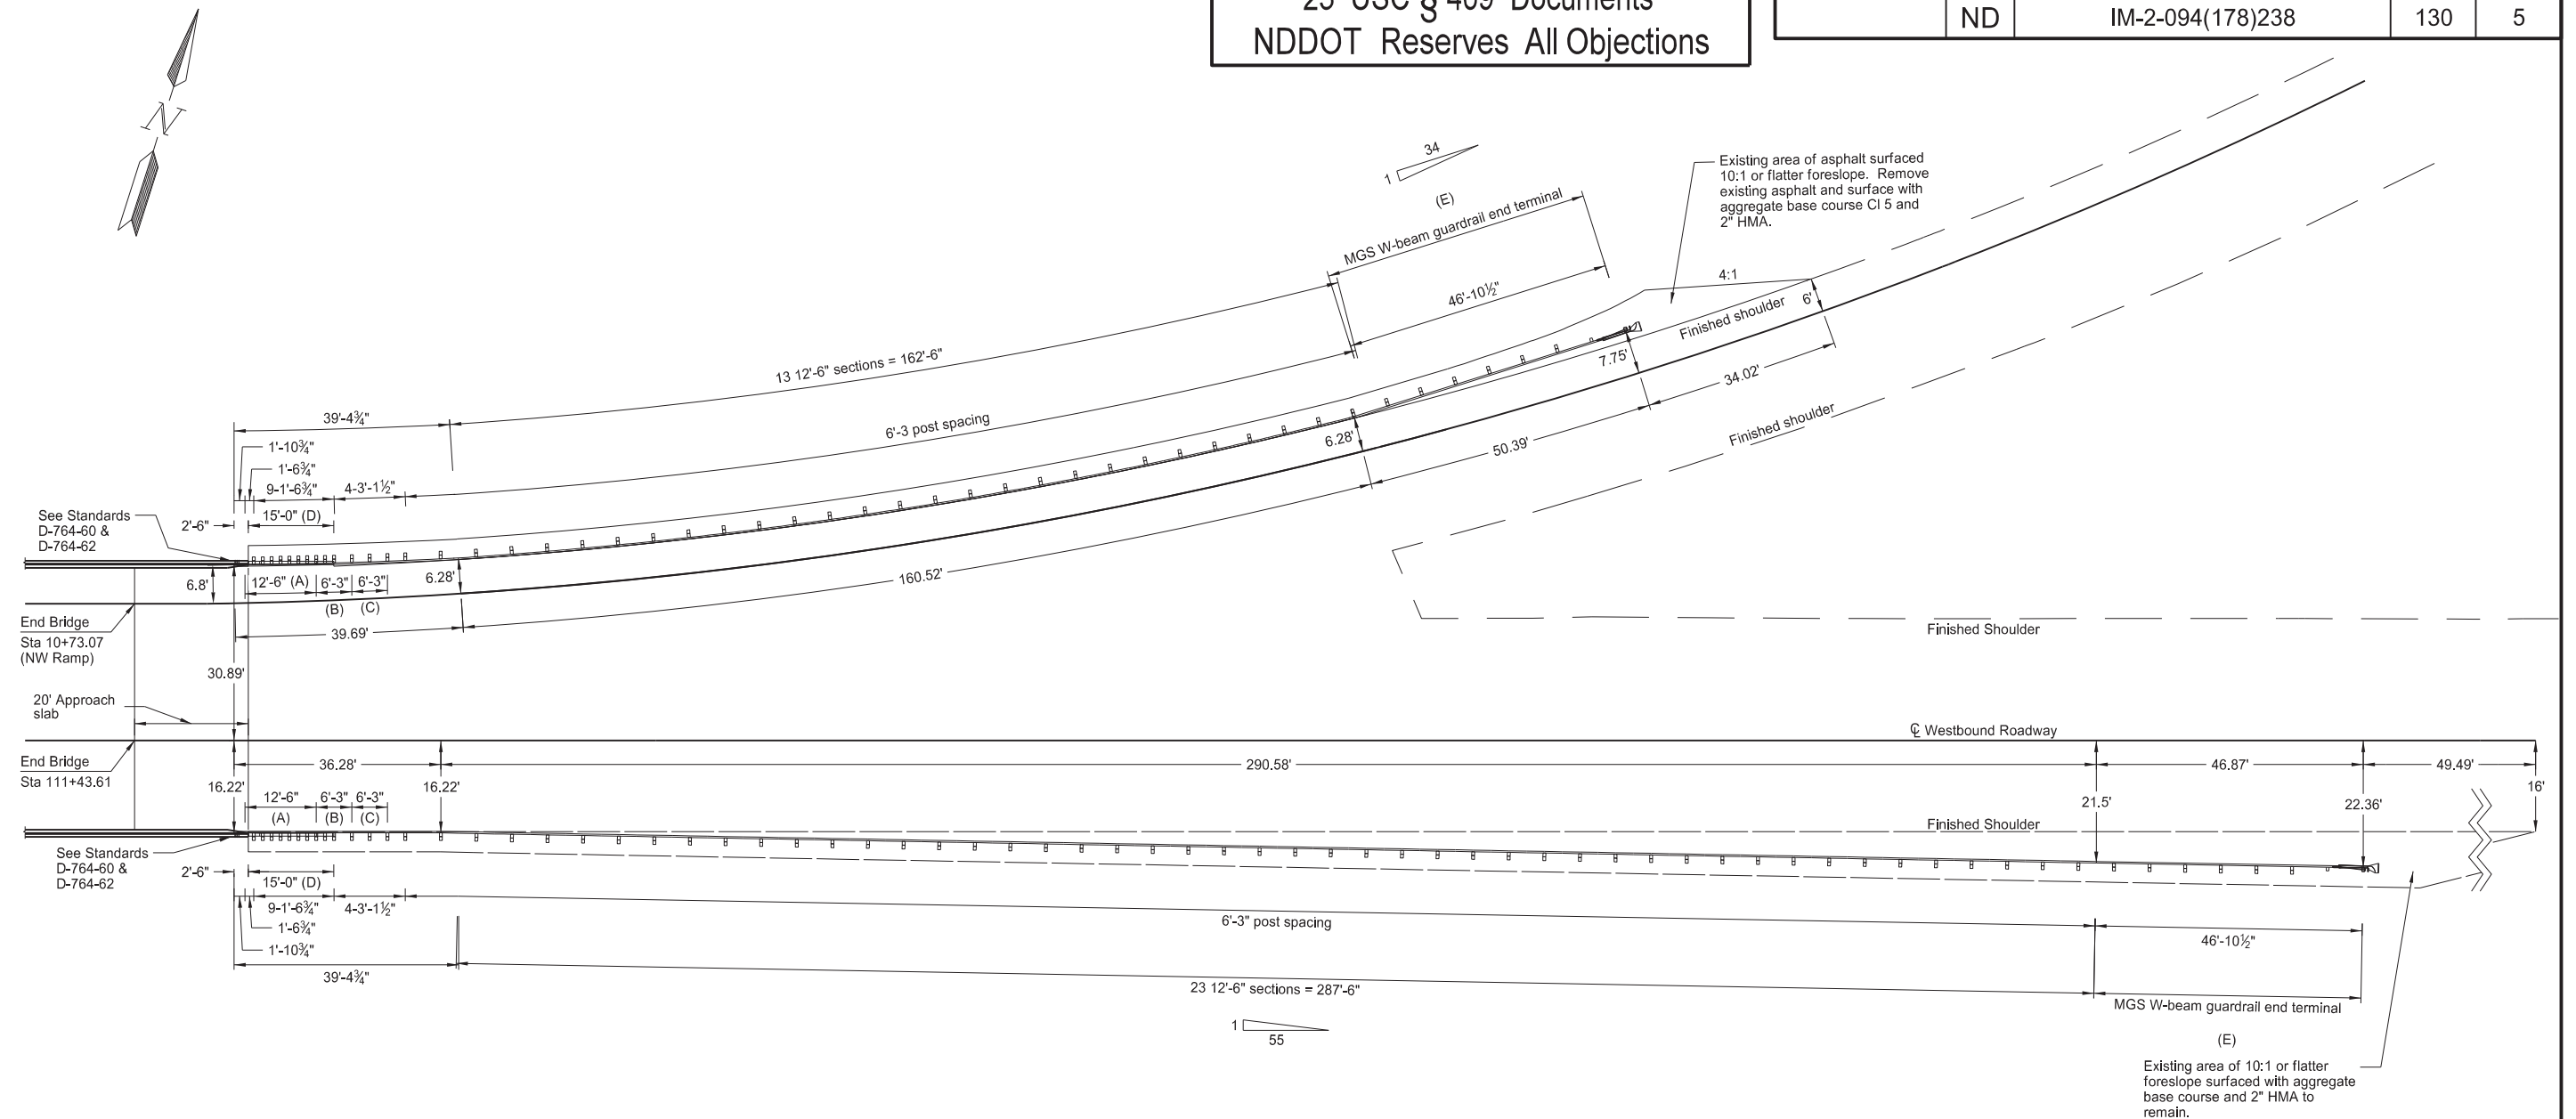 23 USC § 409 Documents
NDDOT Reserves All Objections
ND IM-2-094(178)238 130 5
N
34
1
(E)
MGS W-beam guardrail end terminal
46'-10½"
Existing area of asphalt surfaced
10:1 or flatter foreslope. Remove
existing asphalt and surface with
aggregate base course Cl 5 and
2" HMA.
4:1
6'
Finished shoulder
7.75'
34.02'
Finished shoulder
50.39'
13 12'-6" sections = 162'-6"
6'-3 post spacing
6.28'
39'-4¾"
1'-10¾"
1'-6¾"
9-1'-6¾"
4-3'-1½"
See Standards
D-764-60 &
D-764-62
2'-6"
15'-0" (D)
6.8'
12'-6" (A)
6'-3"
6'-3"
(B)
(C)
6.28'
160.52'
39.69'
End Bridge
Sta 10+73.07
(NW Ramp)
30.89'
Finished Shoulder
20' Approach
slab
℄ Westbound Roadway
End Bridge
Sta 111+43.61
36.28'
290.58'
46.87'
49.49'
16.22'
16.22'
21.5'
22.36'
16'
12'-6"
6'-3"
6'-3"
(A)
(B)
(C)
Finished Shoulder
See Standards
D-764-60 &
D-764-62
2'-6"
15'-0" (D)
9-1'-6¾"
4-3'-1½"
1'-6¾"
1'-10¾"
39'-4¾"
6'-3" post spacing
46'-10½"
23 12'-6" sections = 287'-6"
MGS W-beam guardrail end terminal
1
55
(E)
Existing area of 10:1 or flatter
foreslope surfaced with aggregate
base course and 2" HMA to
remain.